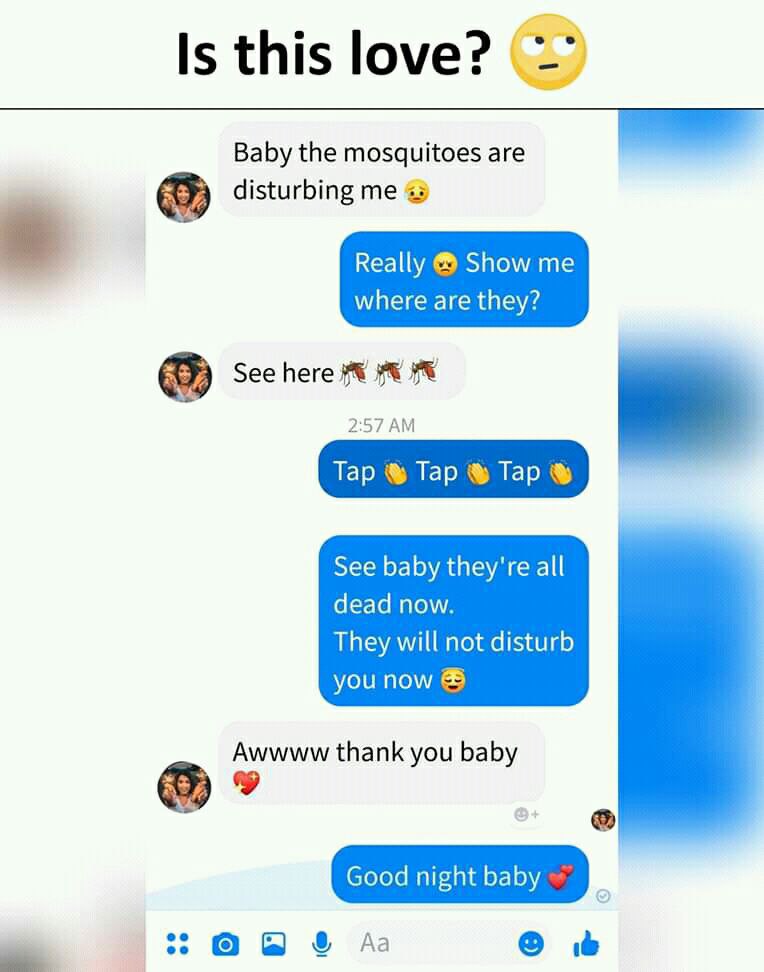 Is this love? 🙄
Baby the mosquitoes are
disturbing me 😥
Really 😠 Show me
where are they?
See here 🦟 🦟 🦟
2:57 AM
Tap 👏 Tap 👏 Tap 👏
See baby they're all
dead now.
They will not disturb
you now 😇
Awwww thank you baby
💖
Good night baby 💕
Aa